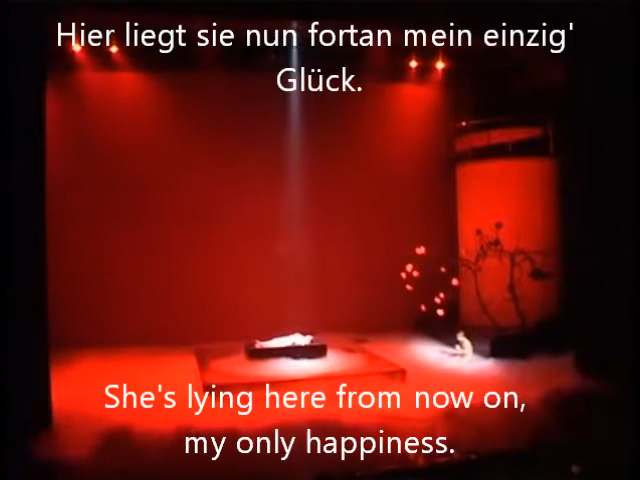 Hier liegt sie nun fortan mein einzig'
Glück.
She's lying here from now on,
my only happiness.